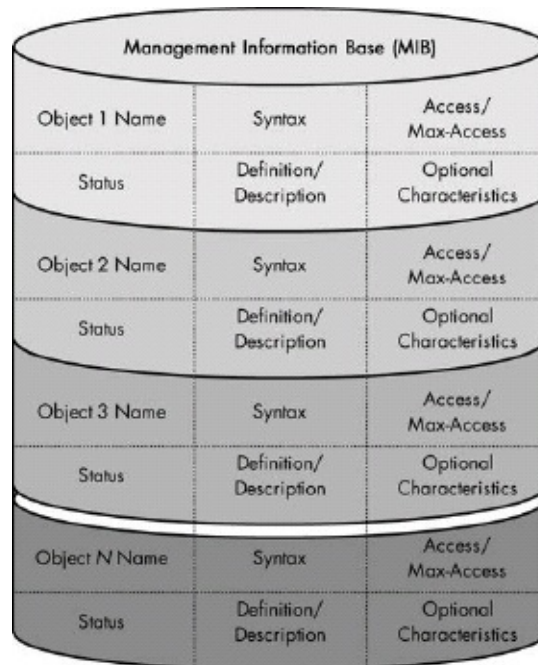 Management Information Base (MIB)
Object 1 Name
Syntax
Access/
Max-Access
Status
Definition/
Description
Optional
Characteristics
Object 2 Name
Syntax
Access/
Max-Access
Status
Definition/
Description
Optional
Characteristics
Object 3 Name
Syntax
Access/
Max-Access
Status
Definition/
Description
Optional
Characteristics
Object N Name
Syntax
Access/
Max-Access
Status
Definition/
Description
Optional
Characteristics